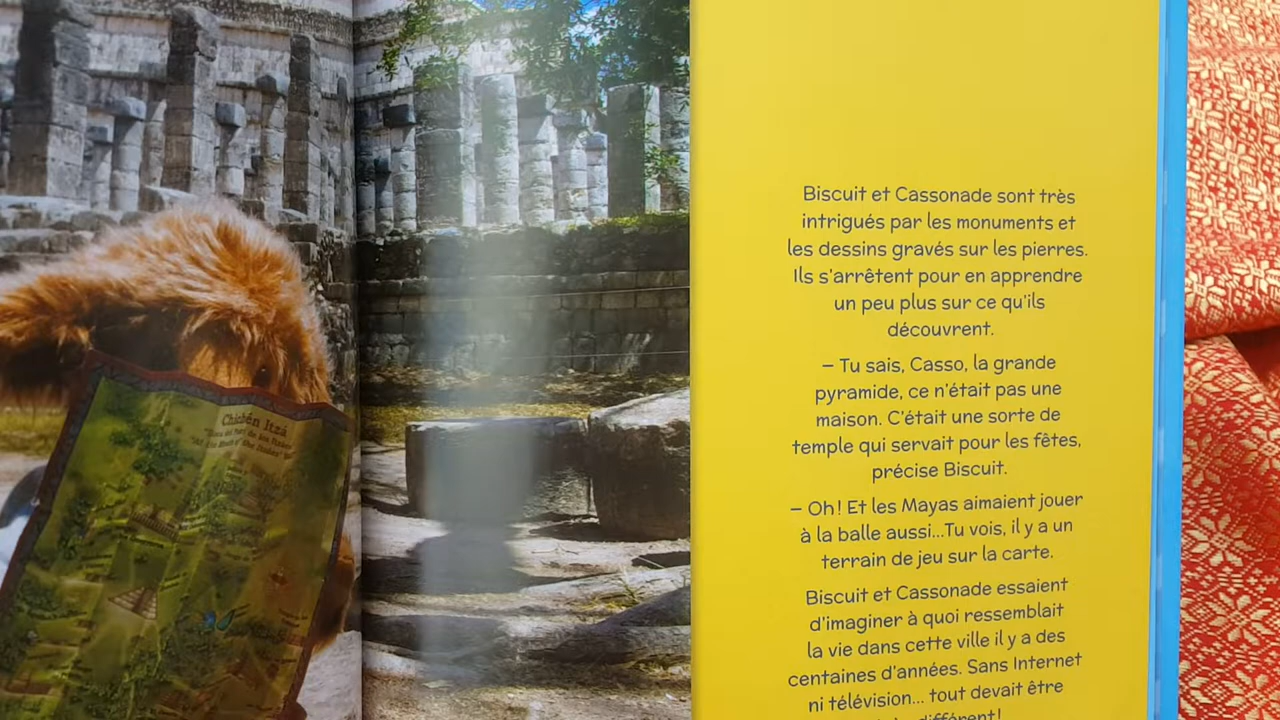 Chichén Itzá
Biscuit et Cassonade sont très
intrigués par les monuments et
les dessins gravés sur les pierres.
Ils s'arrêtent pour en apprendre
un peu plus sur ce qu'ils
découvrent.
– Tu sais, Casso, la grande
pyramide, ce n'était pas une
maison. C'était une sorte de
temple qui servait pour les fêtes,
précise Biscuit.
– Oh! Et les Mayas aimaient jouer
à la balle aussi...Tu vois, il y a un
terrain de jeu sur la carte.
Biscuit et Cassonade essaient
d'imaginer à quoi ressemblait
la vie dans cette ville il y a des
centaines d'années. Sans Internet
ni télévision... tout devait être
différent!